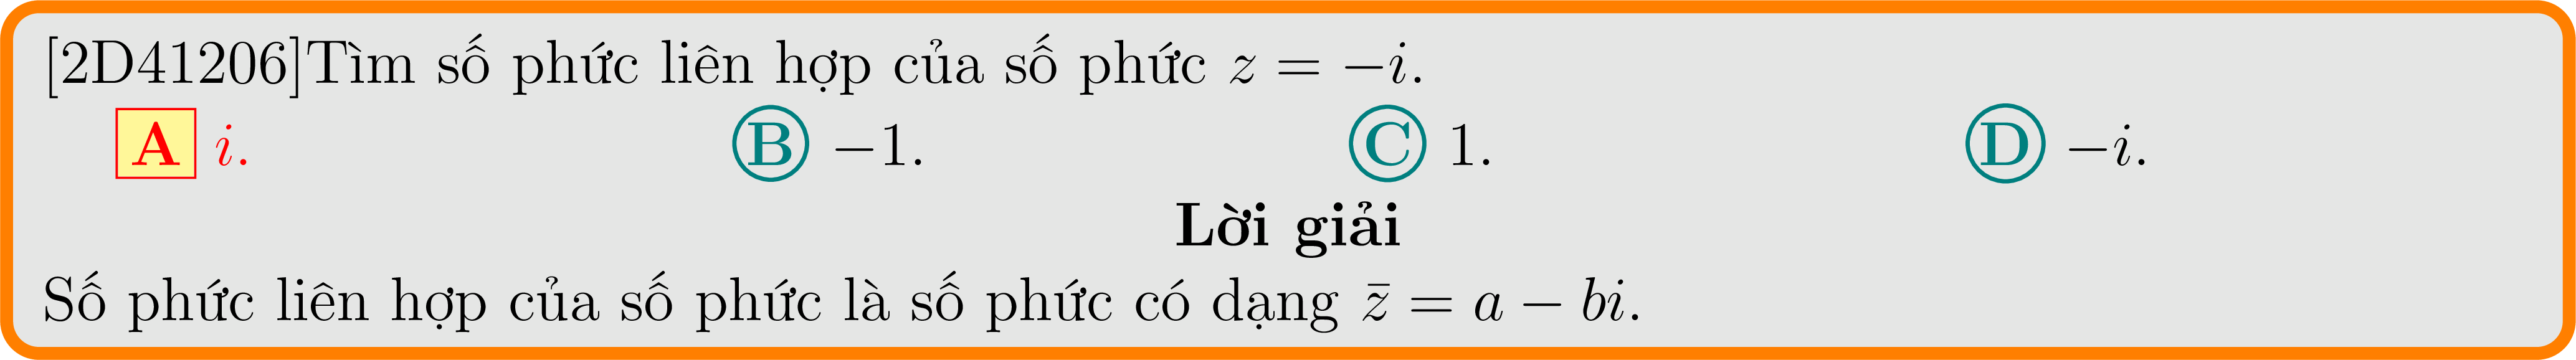 [2D41206]Tìm số phức liên hợp của số phức z = −i.
A i. B −1. C 1. D −i.
Lời giải
Số phức liên hợp của số phức là số phức có dạng z̄ = a − bi.